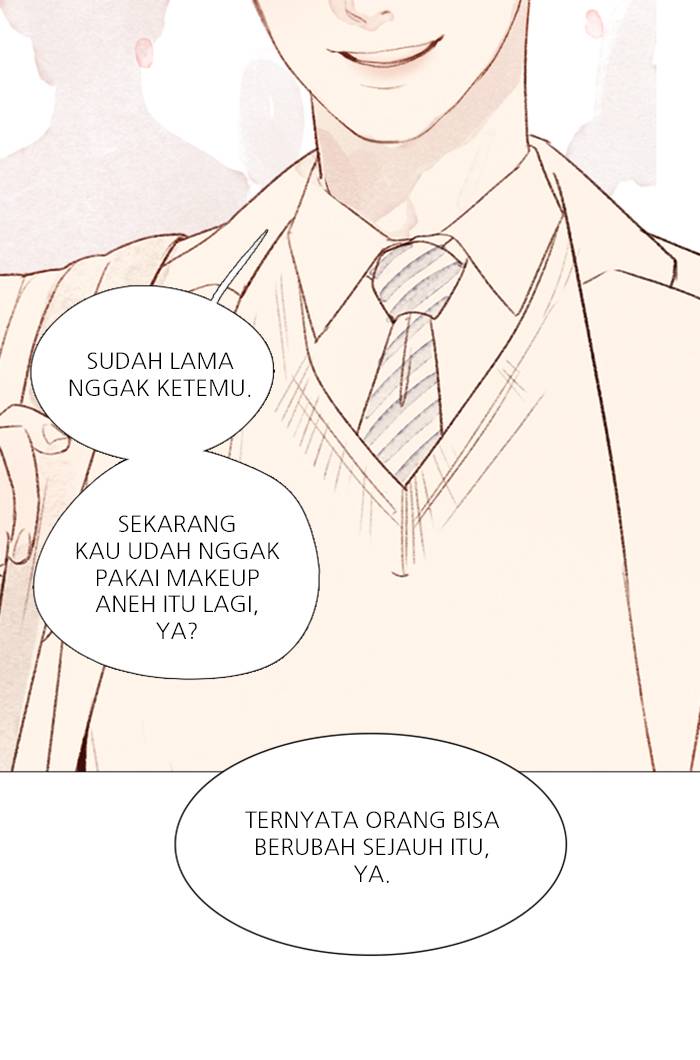 SUDAH LAMA
NGGAK KETEMU.
SEKARANG
KAU UDAH NGGAK
PAKAI MAKEUP
ANEH ITU LAGI,
YA?
TERNYATA ORANG BISA
BERUBAH SEJAUH ITU,
YA.